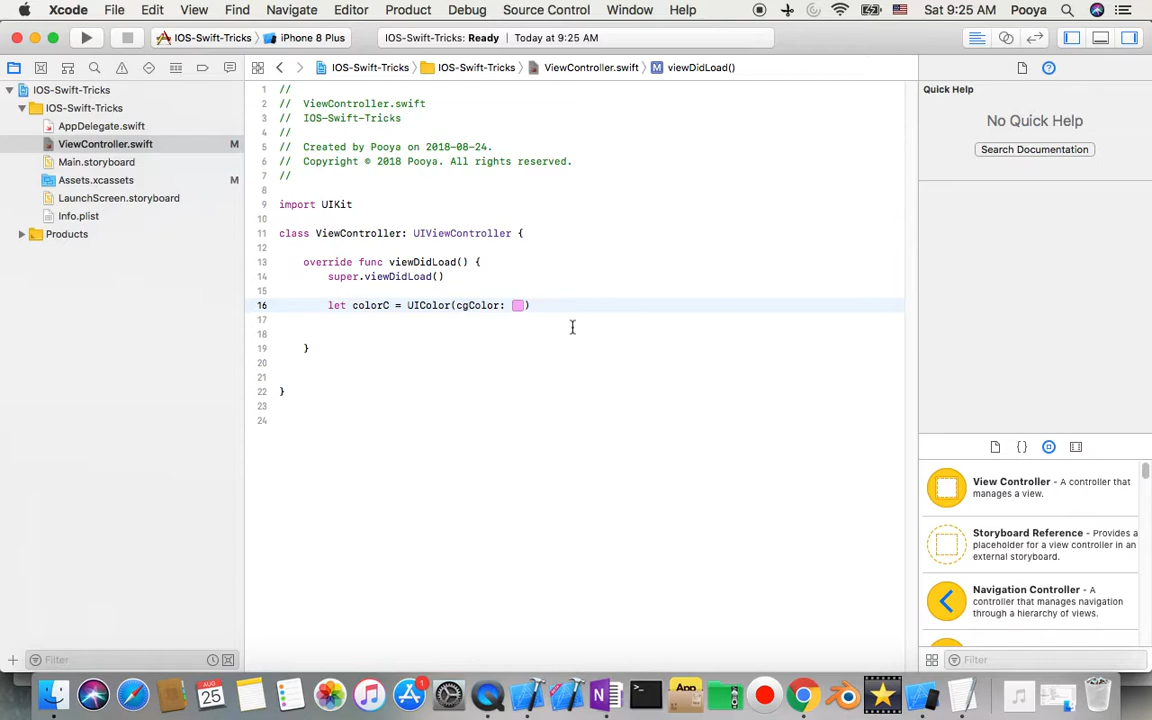 Xcode File Edit View Find Navigate Editor Product Debug Source Control Window Help Sat 9:25 AM Pooya
IOS-Swift-Tricks iPhone 8 Plus IOS-Swift-Tricks: Ready Today at 9:25 AM
IOS-Swift-Tricks IOS-Swift-Tricks ViewController.swift M viewDidLoad()
IOS-Swift-Tricks
IOS-Swift-Tricks
AppDelegate.swift
ViewController.swift M
Main.storyboard
Assets.xcassets M
LaunchScreen.storyboard
Info.plist
Products
Filter
1 //
2 // ViewController.swift
3 // IOS-Swift-Tricks
4 //
5 // Created by Pooya on 2018-08-24.
6 // Copyright © 2018 Pooya. All rights reserved.
7 //
8
9 import UIKit
10
11 class ViewController: UIViewController {
12
13 override func viewDidLoad() {
14 super.viewDidLoad()
15
16 let colorC = UIColor(cgColor: )
17
18
19 }
20
21
22 }
23
24
Quick Help
No Quick Help
Search Documentation
{ }
View Controller - A controller that
manages a view.
Storyboard Reference - Provides a
placeholder for a view controller in an
external storyboard.
Navigation Controller - A
controller that manages navigation
through a hierarchy of views.
Filter
AUG
25
1
App